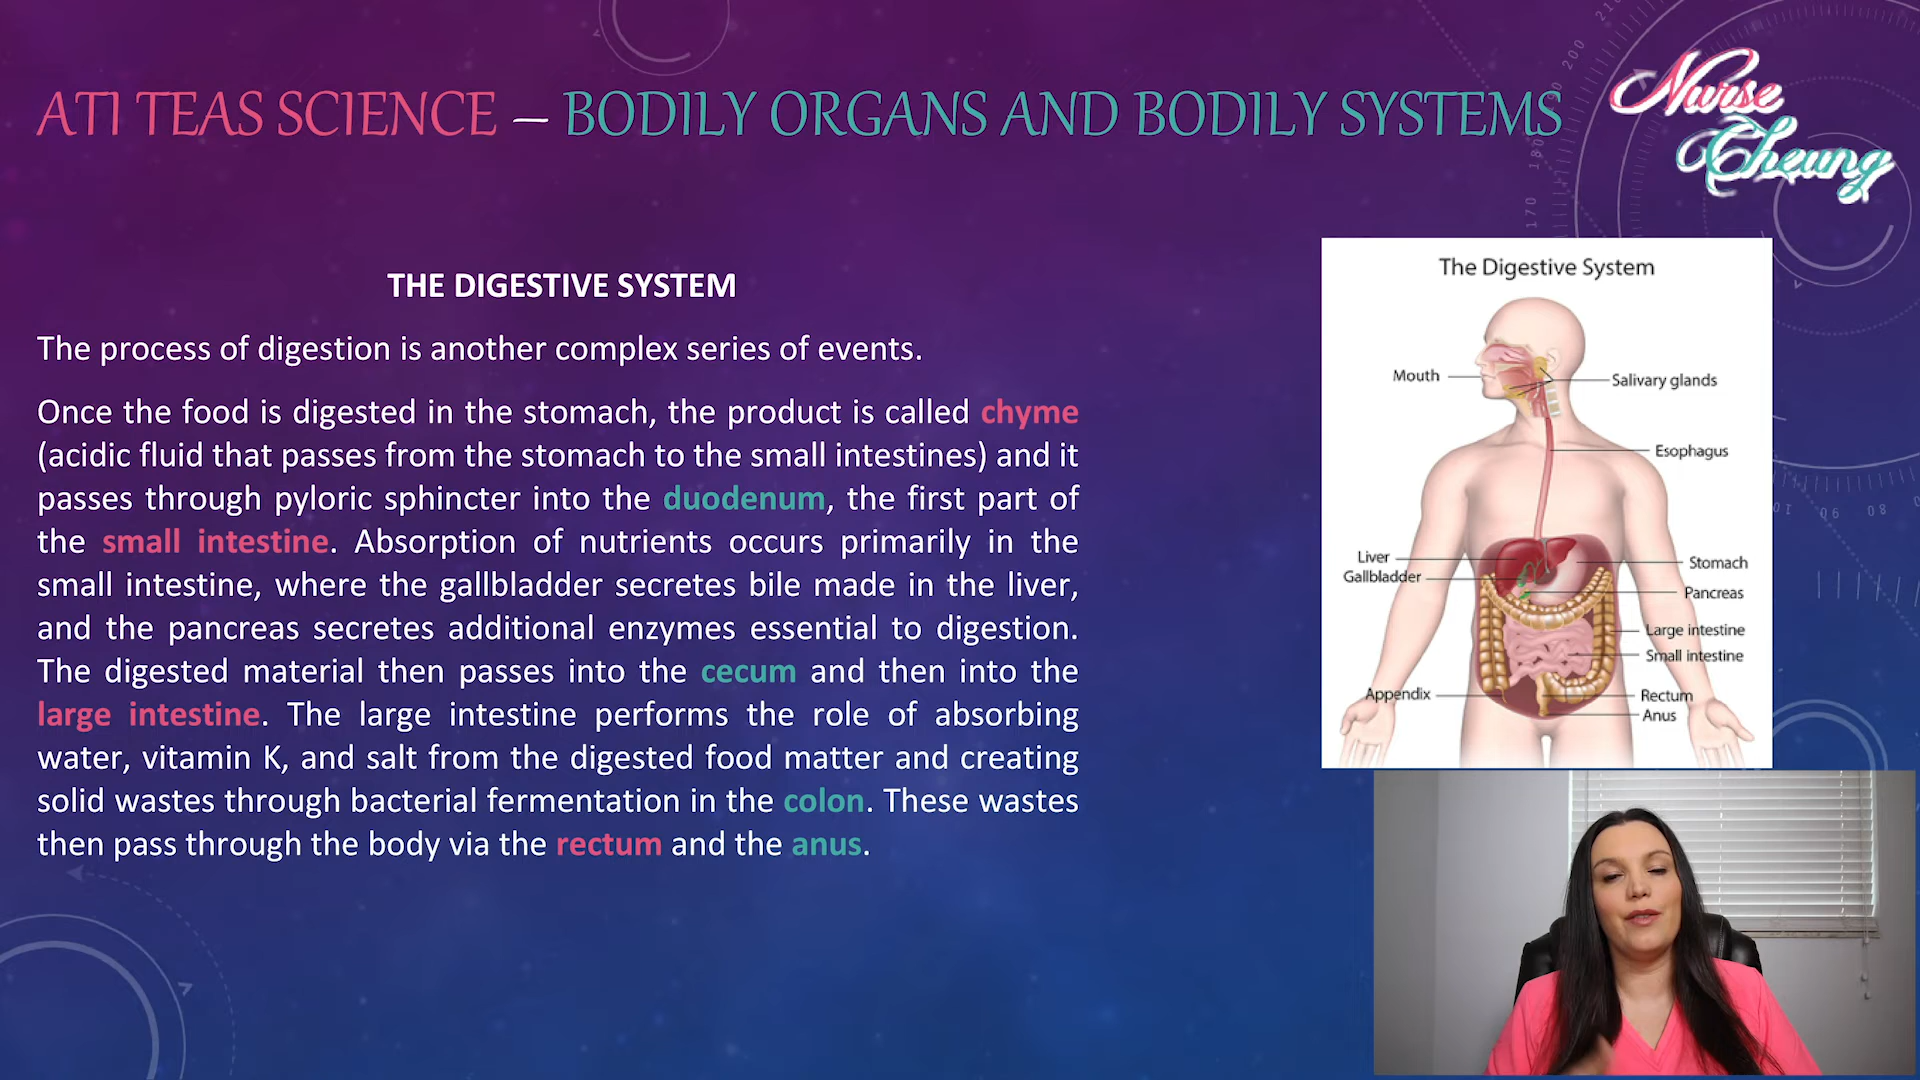 ATI TEAS SCIENCE – BODILY ORGANS AND BODILY SYSTEMS
Nurse
Cheung
THE DIGESTIVE SYSTEM
The process of digestion is another complex series of events.
Once the food is digested in the stomach, the product is called chyme
(acidic fluid that passes from the stomach to the small intestines) and it
passes through pyloric sphincter into the duodenum, the first part of
the small intestine. Absorption of nutrients occurs primarily in the
small intestine, where the gallbladder secretes bile made in the liver,
and the pancreas secretes additional enzymes essential to digestion.
The digested material then passes into the cecum and then into the
large intestine. The large intestine performs the role of absorbing
water, vitamin K, and salt from the digested food matter and creating
solid wastes through bacterial fermentation in the colon. These wastes
then pass through the body via the rectum and the anus.
The Digestive System
Mouth
Salivary glands
Esophagus
Liver
Gallbladder
Stomach
Pancreas
Large intestine
Small intestine
Appendix
Rectum
Anus
210
200
180
170
80
90